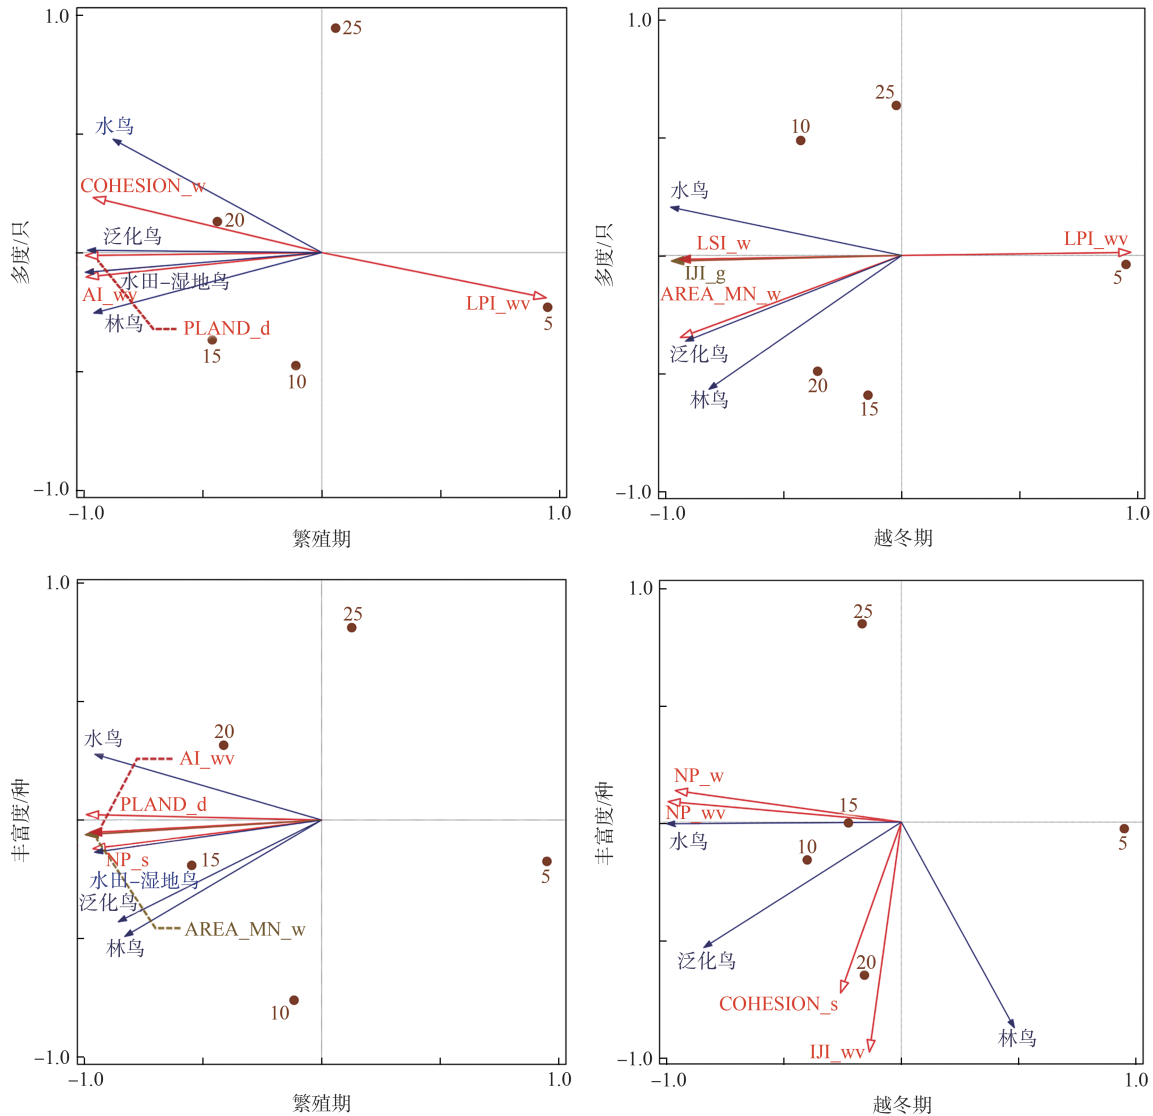 1.0
25
水鸟
COHESION_w
20
泛化鸟
水田-湿地鸟
AI_wv
林鸟
PLAND_d
LPI_wv
5
15
10
多度/只
-1.0
-1.0
1.0
繁殖期
1.0
25
10
水鸟
LSI_w
LPI_wv
IJI_g
5
AREA_MN_w
泛化鸟
20
林鸟
15
多度/只
-1.0
-1.0
1.0
越冬期
1.0
25
20
水鸟
AI_wv
PLAND_d
NP_s
15
5
水田-湿地鸟
泛化鸟
AREA_MN_w
林鸟
10
丰富度/种
-1.0
-1.0
1.0
繁殖期
1.0
25
NP_w
15
NP_wv
水鸟
10
5
泛化鸟
20
COHESION_s
林鸟
IJI_wv
丰富度/种
-1.0
-1.0
1.0
越冬期